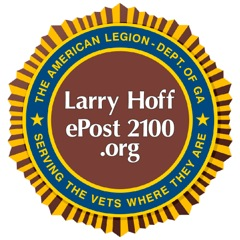 THE AMERICAN LEGION - DEPT. OF GA
Larry Hoff
ePost 2100
.org
SERVING THE VETS WHERE THEY ARE